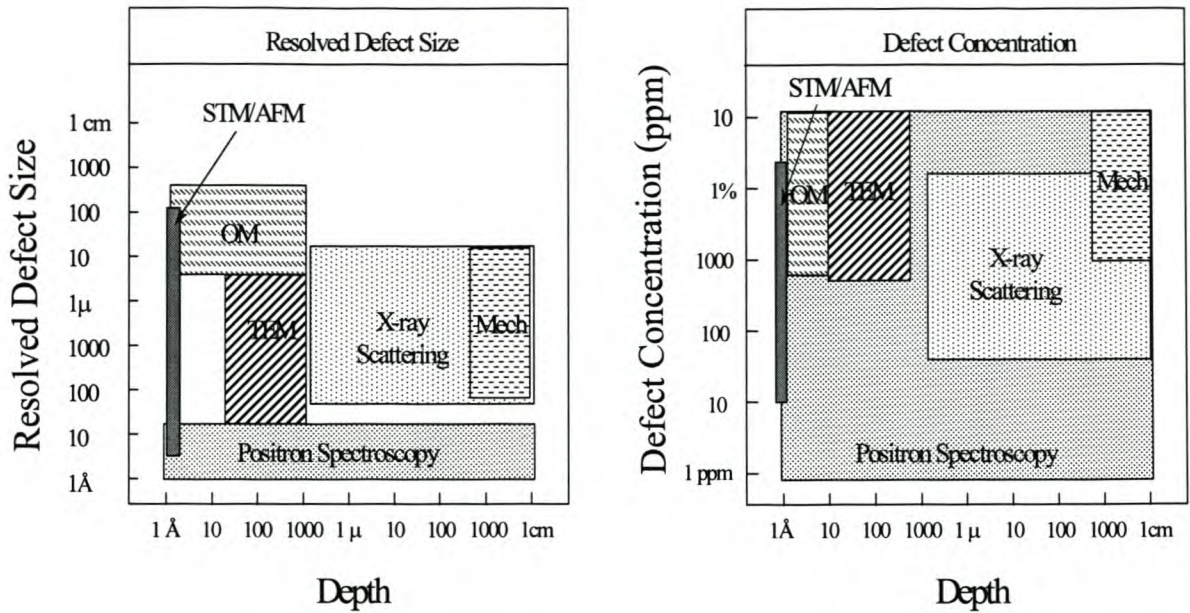 Resolved Defect Size
STM/AFM
Resolved Defect Size
1 cm
1000
100
10
1μ
1000
100
10
1Å
OM
TEM
X-ray
Scattering
Mech
Positron Spectroscopy
1 Å 10 100 1000 1 μ 10 100 1000 1cm
Depth
Defect Concentration
STM/AFM
Defect Concentration (ppm)
10
1%
1000
100
10
1 ppm
OM
TEM
Mech
X-ray
Scattering
Positron Spectroscopy
1Å 10 100 1000 1 μ 10 100 1000 1cm
Depth